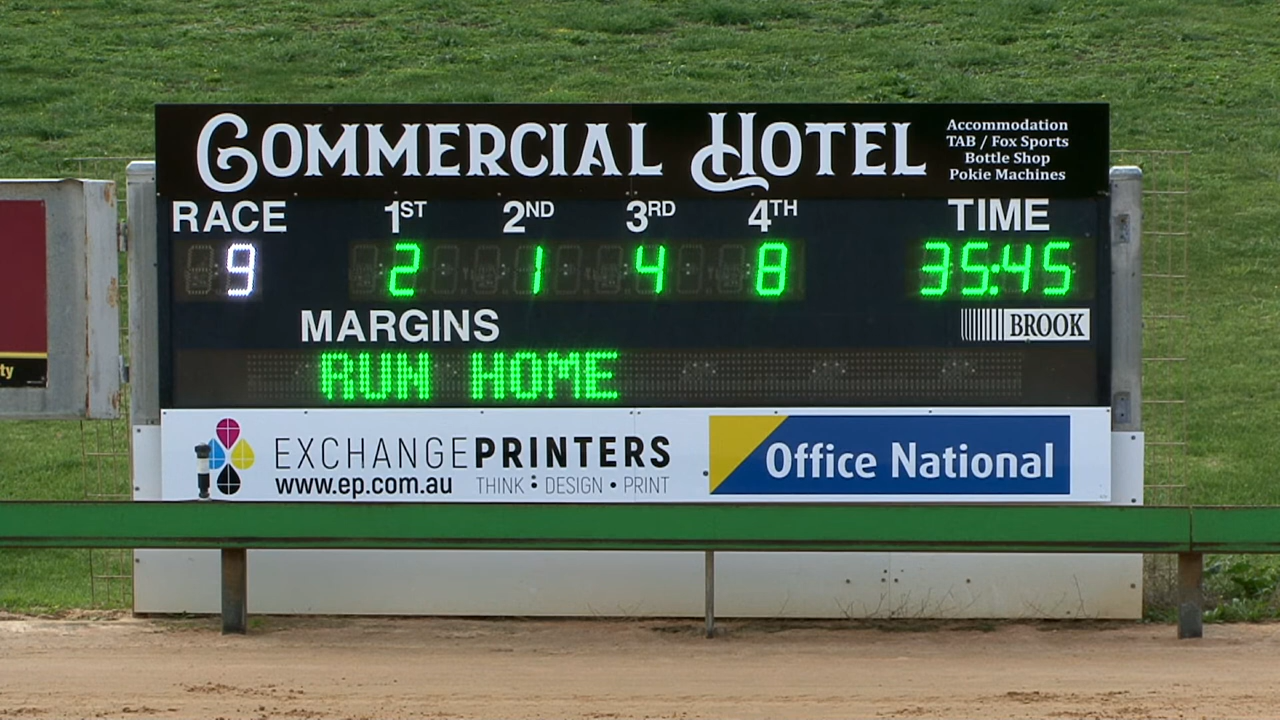 COMMERCIAL HOTEL
Accommodation
TAB / Fox Sports
Bottle Shop
Pokie Machines
RACE 1ST 2ND 3RD 4TH TIME
9 2 1 4 8 35:45
MARGINS
BROOK
RUN HOME
ty
EXCHANGEPRINTERS
www.ep.com.au THINK • DESIGN • PRINT
Office National